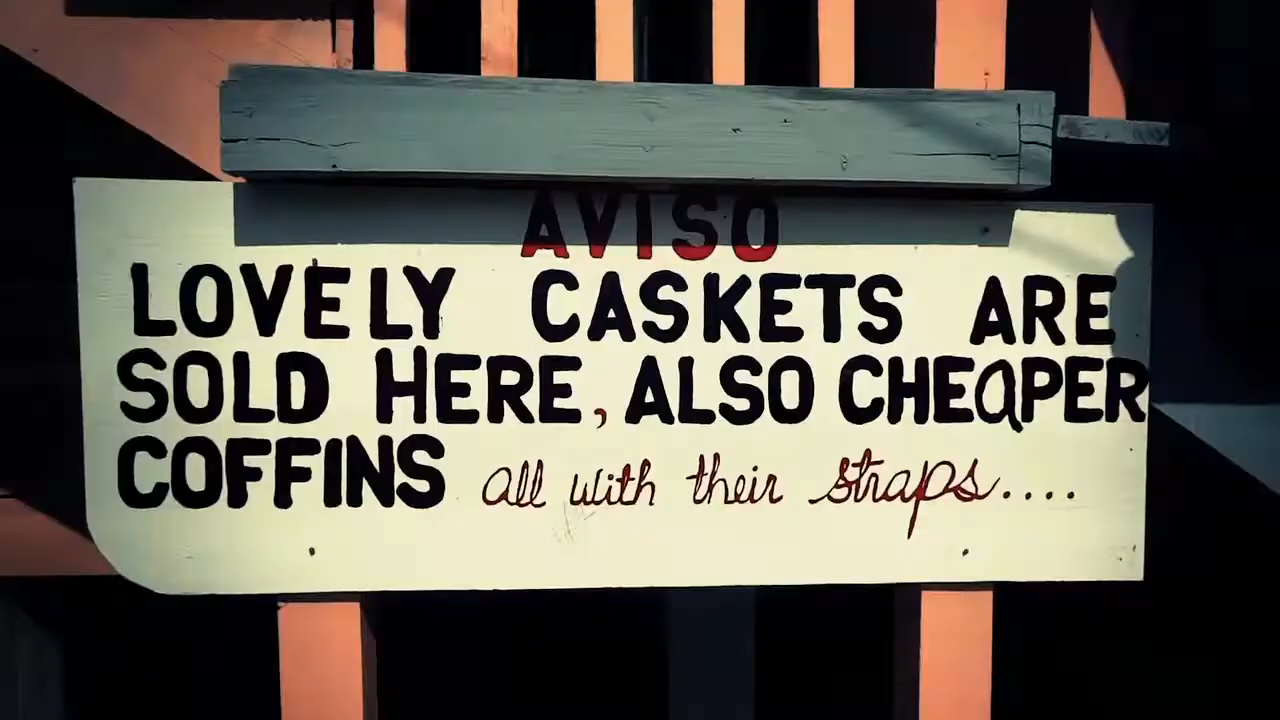 AVISO
LOVELY CASKETS ARE
SOLD HERE, ALSO CHEAPER
COFFINS all with their straps....